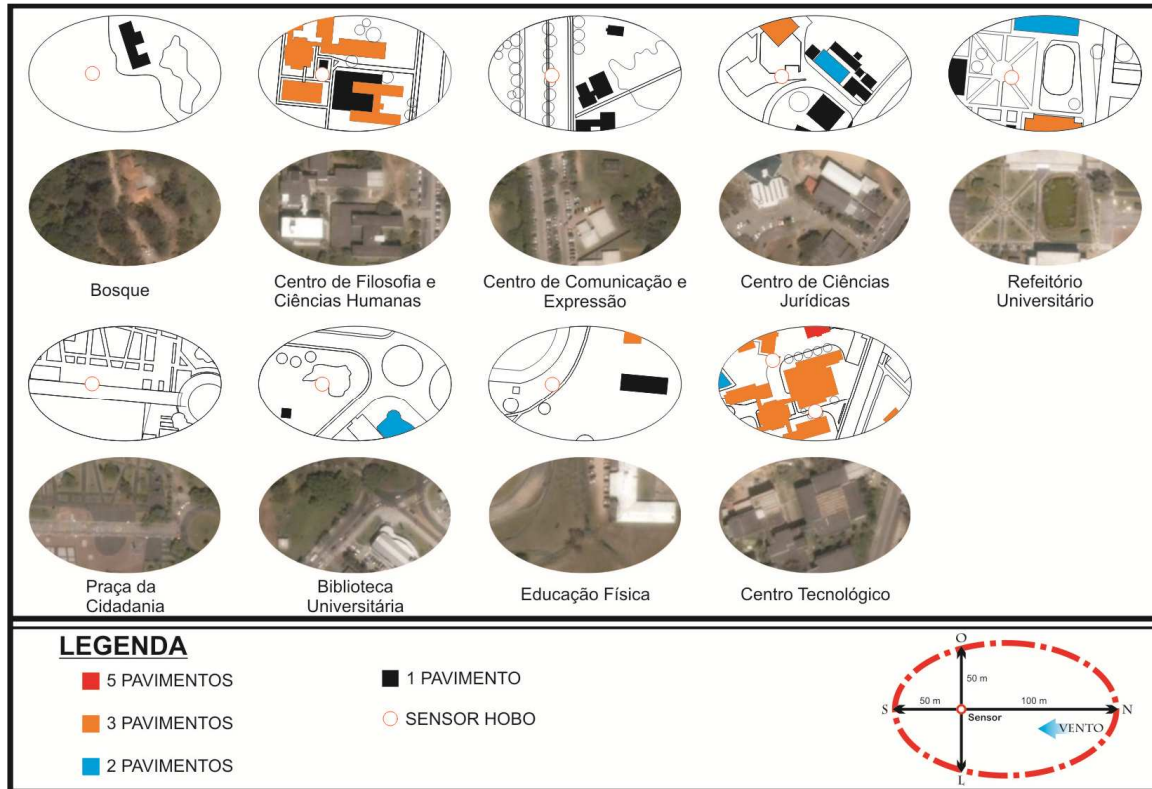 Bosque
Centro de Filosofia e
Ciências Humanas
Centro de Comunicação e
Expressão
Centro de Ciências
Jurídicas
Refeitório
Universitário
Praça da
Cidadania
Biblioteca
Universitária
Educação Física
Centro Tecnológico
LEGENDA
5 PAVIMENTOS
3 PAVIMENTOS
2 PAVIMENTOS
1 PAVIMENTO
SENSOR HOBO
O
50 m
S
50 m
100 m
N
Sensor
VENTO
L